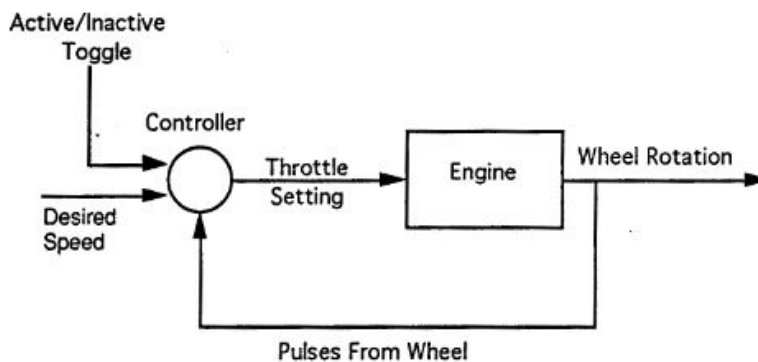 Active/Inactive
Toggle
Controller
Throttle
Setting
Engine
Wheel Rotation
Desired
Speed
Pulses From Wheel